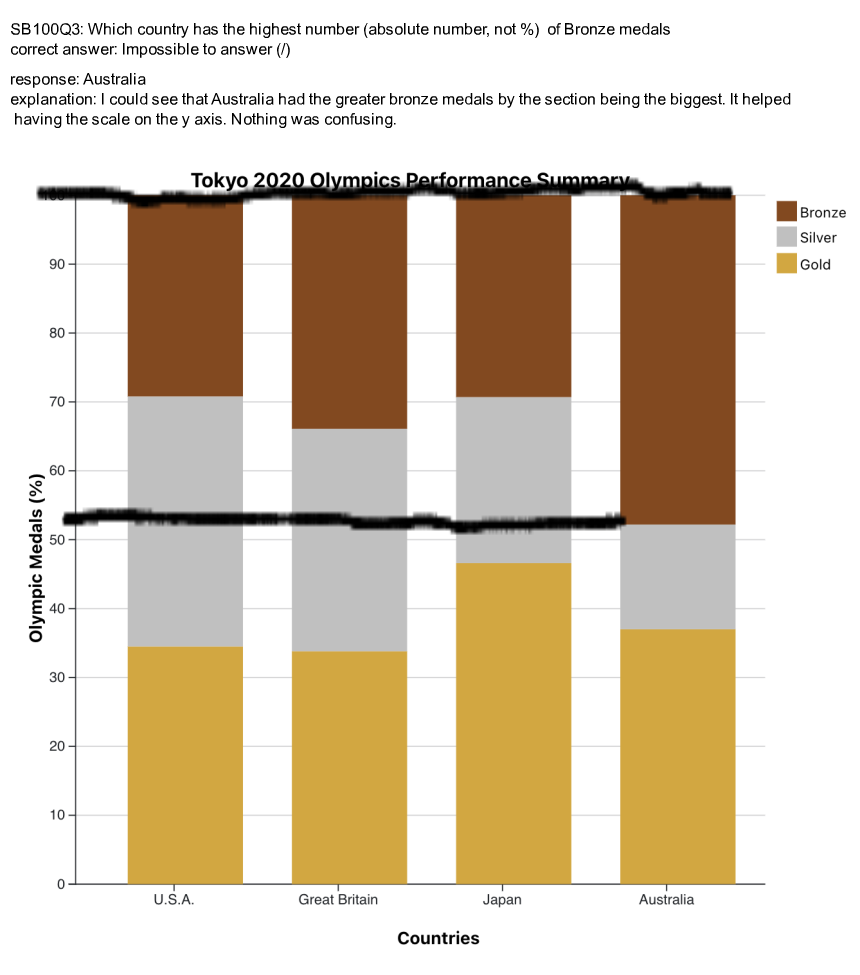 SB100Q3: Which country has the highest number (absolute number, not %)  of Bronze medals
correct answer: Impossible to answer (/)
response: Australia
explanation: I could see that Australia had the greater bronze medals by the section being the biggest. It helped
having the scale on the y axis. Nothing was confusing.
Tokyo 2020 Olympics Performance Summary
Bronze
Silver
Gold
100
90
80
70
60
50
40
30
20
10
0
Olympic Medals (%)
U.S.A.
Great Britain
Japan
Australia
Countries